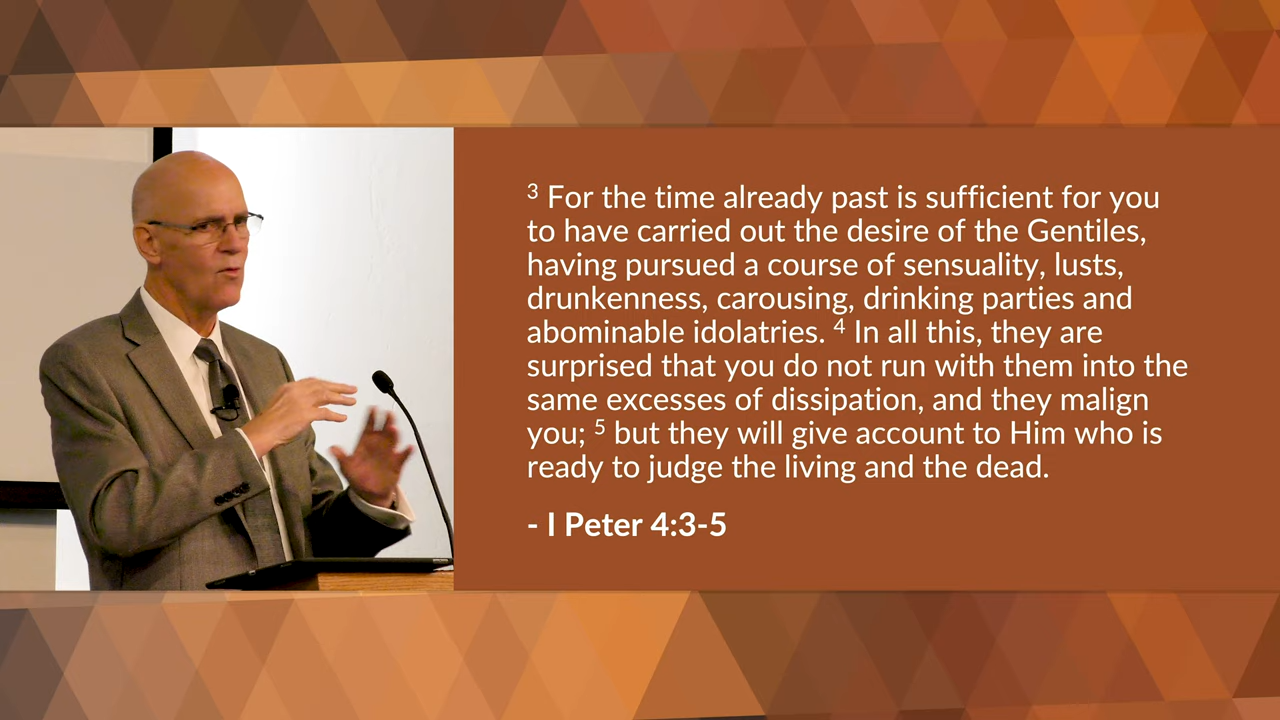 3 For the time already past is sufficient for you
to have carried out the desire of the Gentiles,
having pursued a course of sensuality, lusts,
drunkenness, carousing, drinking parties and
abominable idolatries. 4 In all this, they are
surprised that you do not run with them into the
same excesses of dissipation, and they malign
you; 5 but they will give account to Him who is
ready to judge the living and the dead.
- I Peter 4:3-5